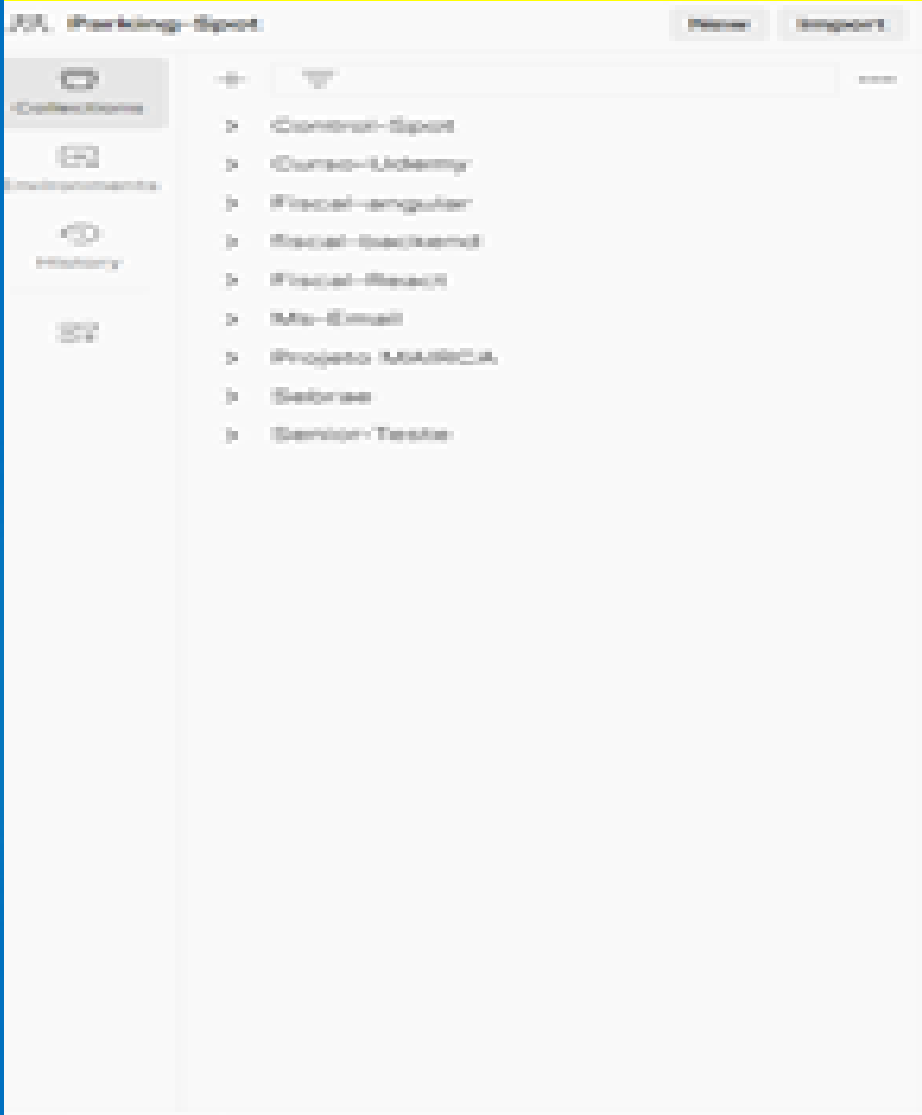 Parking-Spot
New
Import
Collections
Environments
History
Control-Spot
Curso-Udemy
Fiscal-angular
fiscal-backend
Fiscal-React
Ms-Email
Projeto
Sebrae
Senior-Teste